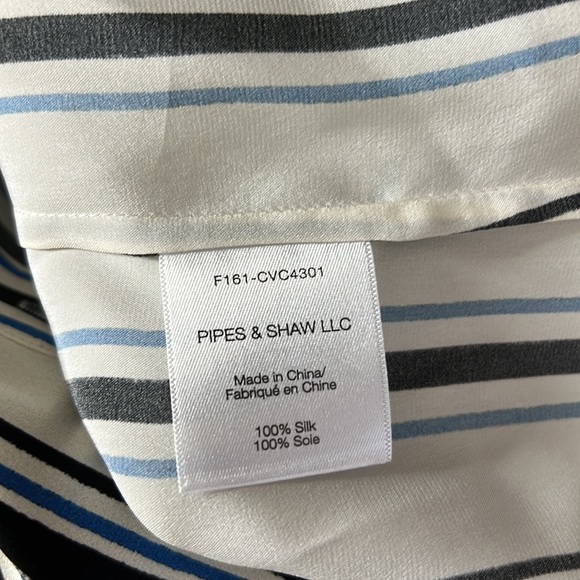 F161-CVC4301
PIPES & SHAW LLC
Made in China/
Fabriqué en Chine
100% Silk
100% Soie